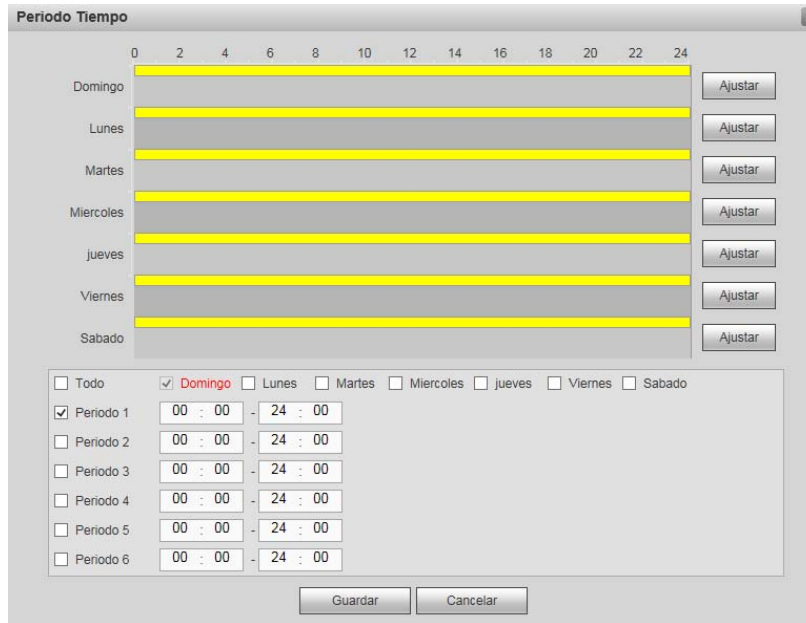 Periodo Tiempo
0 2 4 6 8 10 12 14 16 18 20 22 24
Domingo Ajustar
Lunes Ajustar
Martes Ajustar
Miercoles Ajustar
jueves Ajustar
Viernes Ajustar
Sabado Ajustar
Todo Domingo Lunes Martes Miercoles jueves Viernes Sabado
Periodo 1 00 : 00 - 24 : 00
Periodo 2 00 : 00 - 24 : 00
Periodo 3 00 : 00 - 24 : 00
Periodo 4 00 : 00 - 24 : 00
Periodo 5 00 : 00 - 24 : 00
Periodo 6 00 : 00 - 24 : 00
Guardar Cancelar